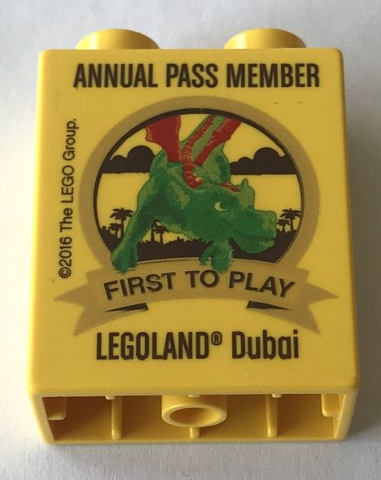 ANNUAL PASS MEMBER
©2016 The LEGO Group.
FIRST TO PLAY
LEGOLAND® Dubai